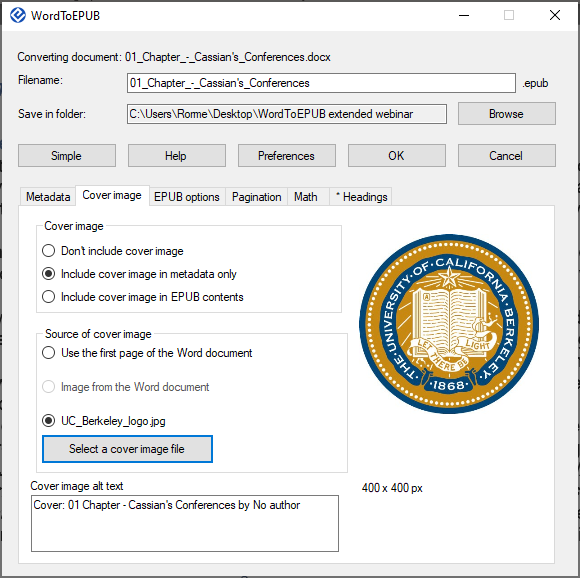 WordToEPUB
Converting document: 01_Chapter_-_Cassian's_Conferences.docx
Filename: 01_Chapter_-_Cassian's_Conferences .epub
Save in folder: C:\Users\Rorme\Desktop\WordToEPUB extended webinar Browse
Simple Help Preferences OK Cancel
Metadata Cover image EPUB options Pagination Math * Headings
Cover image
Don't include cover image
Include cover image in metadata only
Include cover image in EPUB contents
Source of cover image
Use the first page of the Word document
Image from the Word document
UC_Berkeley_logo.jpg
Select a cover image file
THE·UNIVERSITY·OF·CALIFORNIA·BERKELEY·
A
LET THERE BE LIGHT
·1868·
400 x 400 px
Cover image alt text
Cover: 01 Chapter - Cassian's Conferences by No author